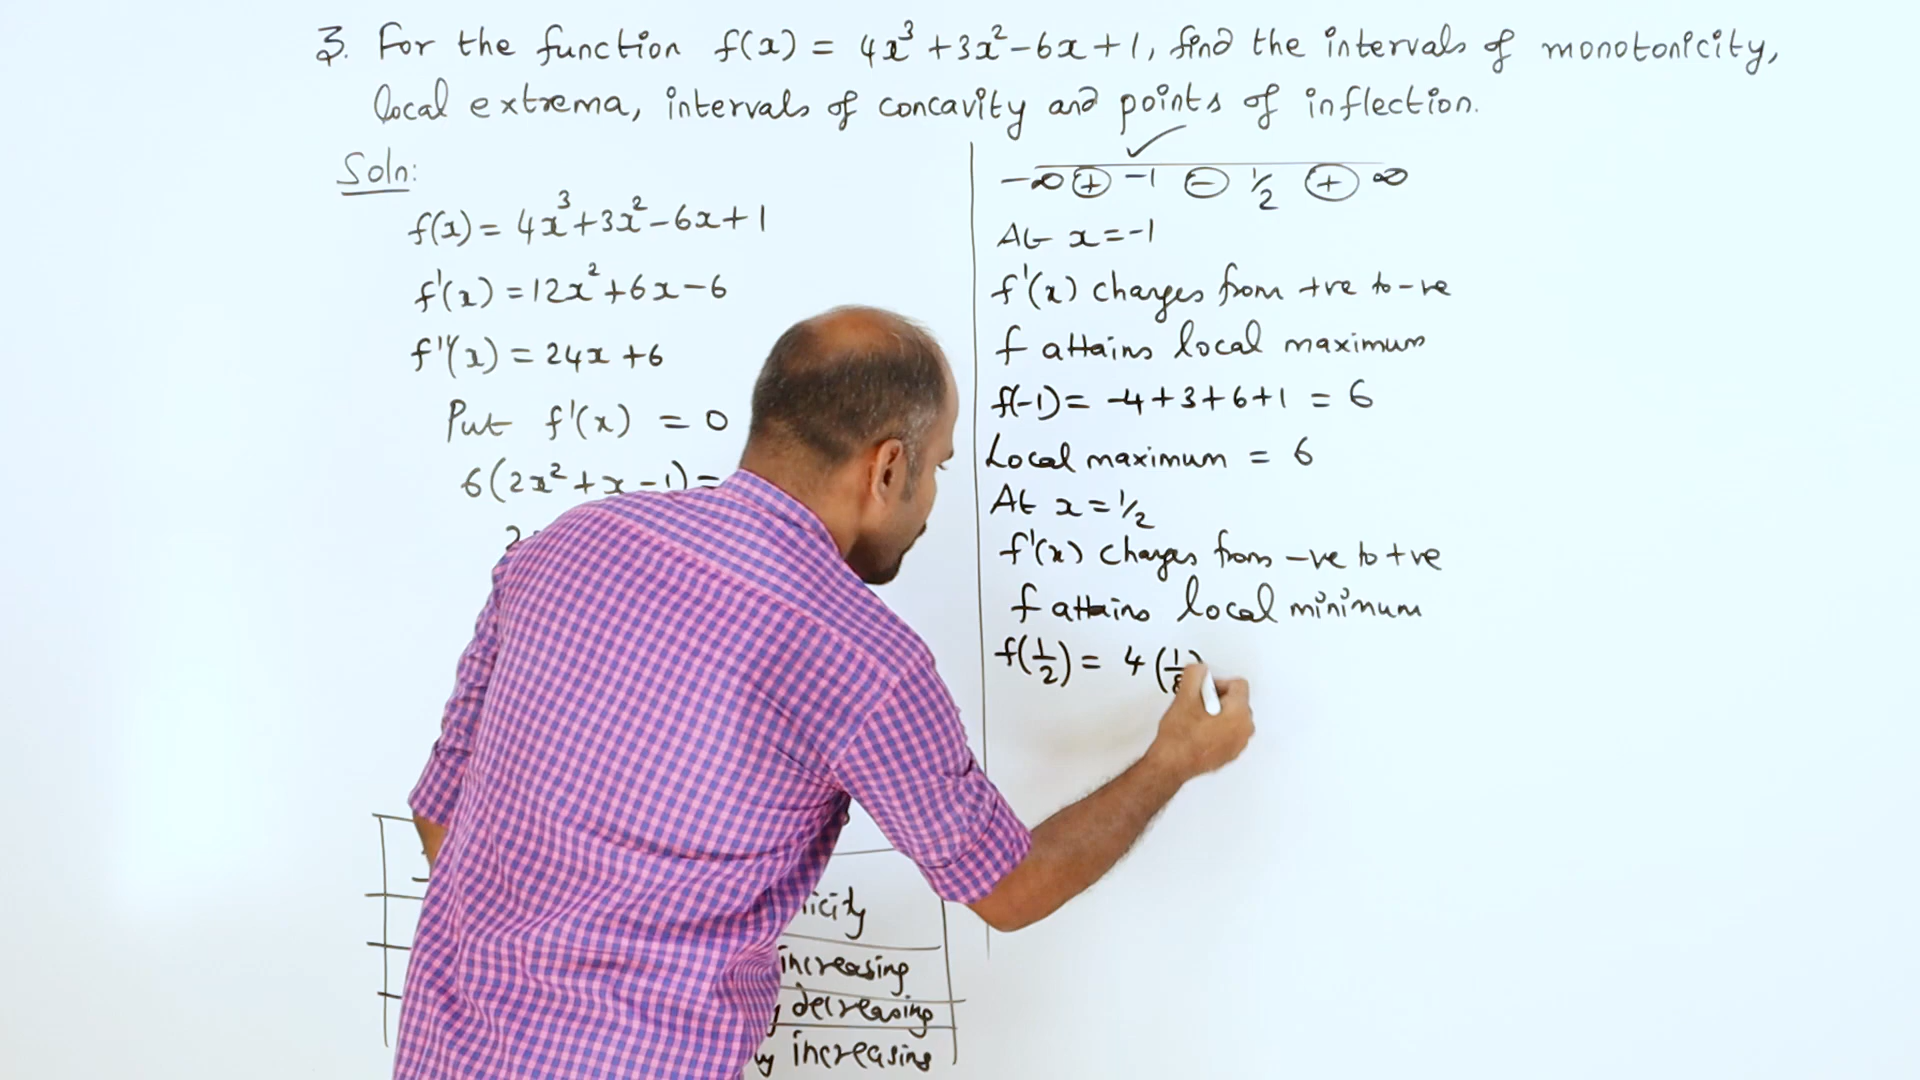 3. For the function f(x) = 4x³ + 3x² - 6x + 1, find the intervals of monotonicity,
local extrema, intervals of concavity and points of inflection.
Soln:
f(x) = 4x³ + 3x² - 6x + 1
f'(x) = 12x² + 6x - 6
f''(x) = 24x + 6
Put f'(x) = 0
6(2x² + x - 1) =
2
icity
increasing
decreasing
increasing
-∞ ⊕ -1 ⊖ 1/2 ⊕ ∞
At x = -1
f'(x) changes from +ve to -ve
f attains local maximum
f(-1) = -4 + 3 + 6 + 1 = 6
Local maximum = 6
At x = 1/2
f'(x) changes from -ve to +ve
f attains local minimum
f(1/2) = 4 (1/8)